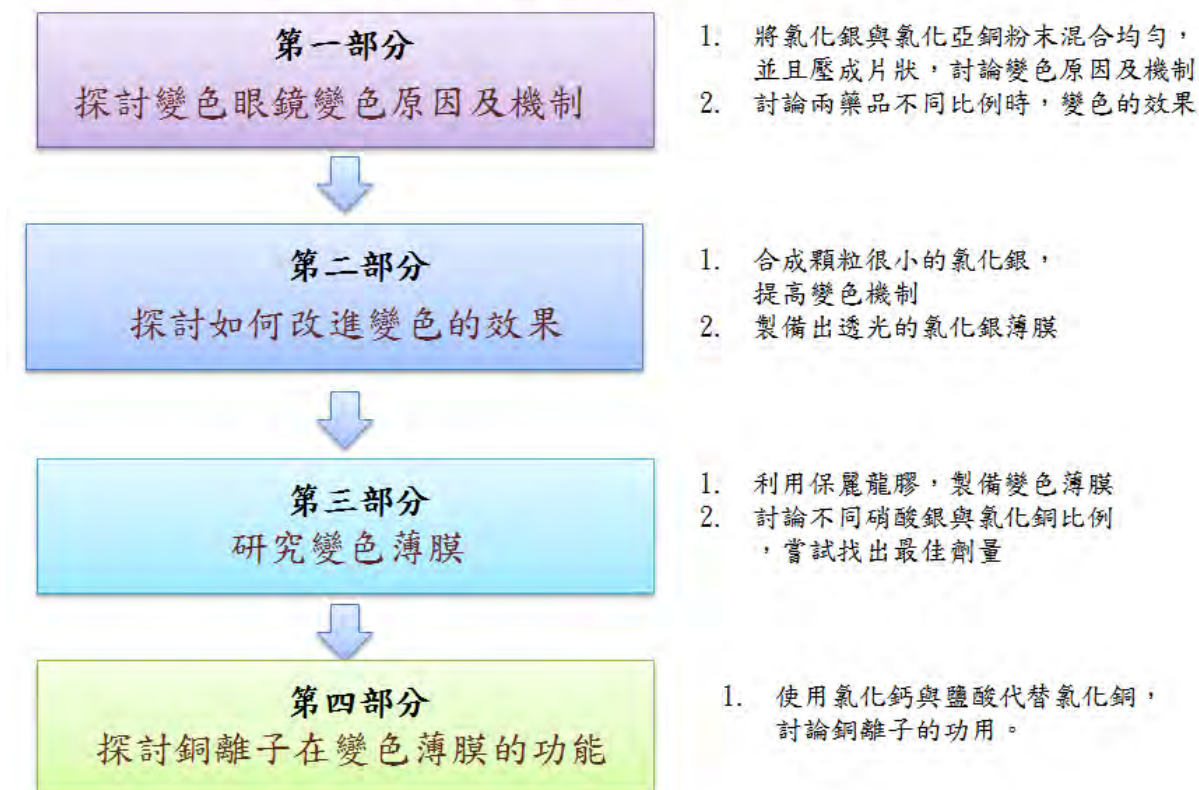 第一部分
探討變色眼鏡變色原因及機制
1. 將氯化銀與氯化亞銅粉末混合均勻，
並且壓成片狀，討論變色原因及機制
2. 討論兩藥品不同比例時，變色的效果
第二部分
探討如何改進變色的效果
1. 合成顆粒很小的氯化銀，
提高變色機制
2. 製備出透光的氯化銀薄膜
第三部分
研究變色薄膜
1. 利用保麗龍膠，製備變色薄膜
2. 討論不同硝酸銀與氯化銅比例
，嘗試找出最佳劑量
第四部分
探討銅離子在變色薄膜的功能
1. 使用氯化鈣與鹽酸代替氯化銅，
討論銅離子的功用。